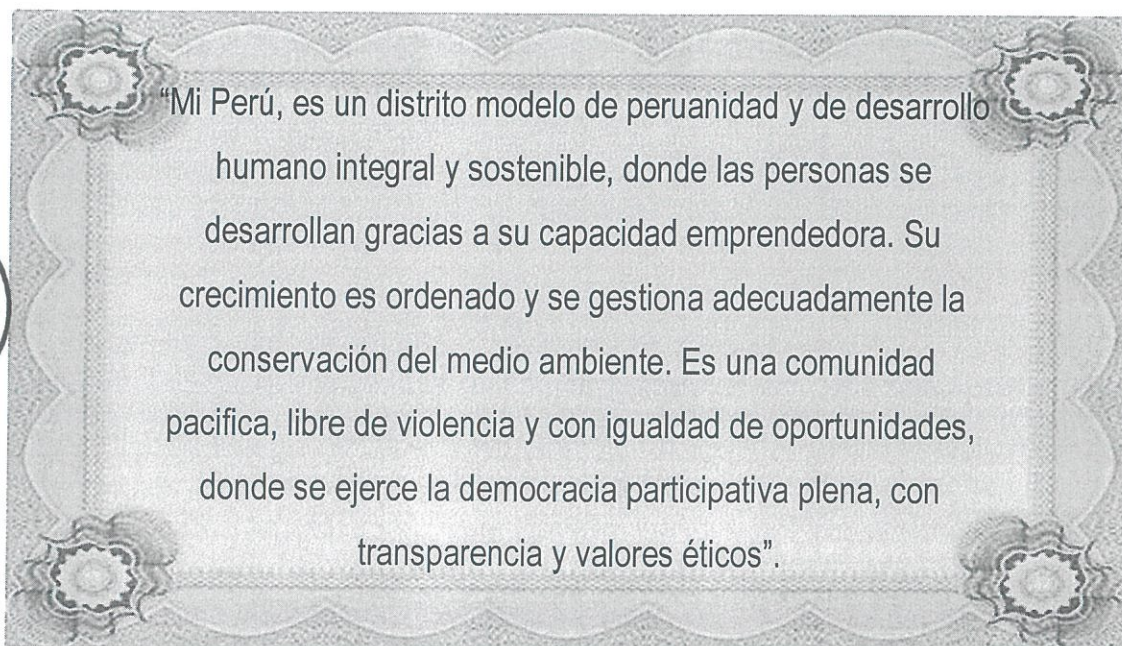 “Mi Perú, es un distrito modelo de peruanidad y de desarrollo
humano integral y sostenible, donde las personas se
desarrollan gracias a su capacidad emprendedora. Su
crecimiento es ordenado y se gestiona adecuadamente la
conservación del medio ambiente. Es una comunidad
pacifica, libre de violencia y con igualdad de oportunidades,
donde se ejerce la democracia participativa plena, con
transparencia y valores éticos”.